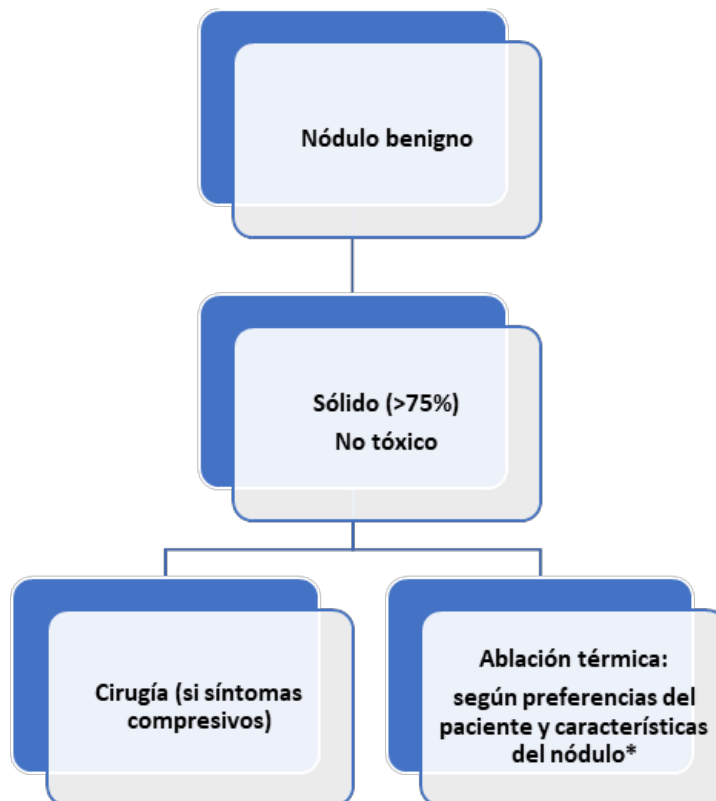 Nódulo benigno
Sólido (>75%)
No tóxico
Cirugía (si síntomas
compresivos)
Ablación térmica:
según preferencias del
paciente y características
del nódulo*